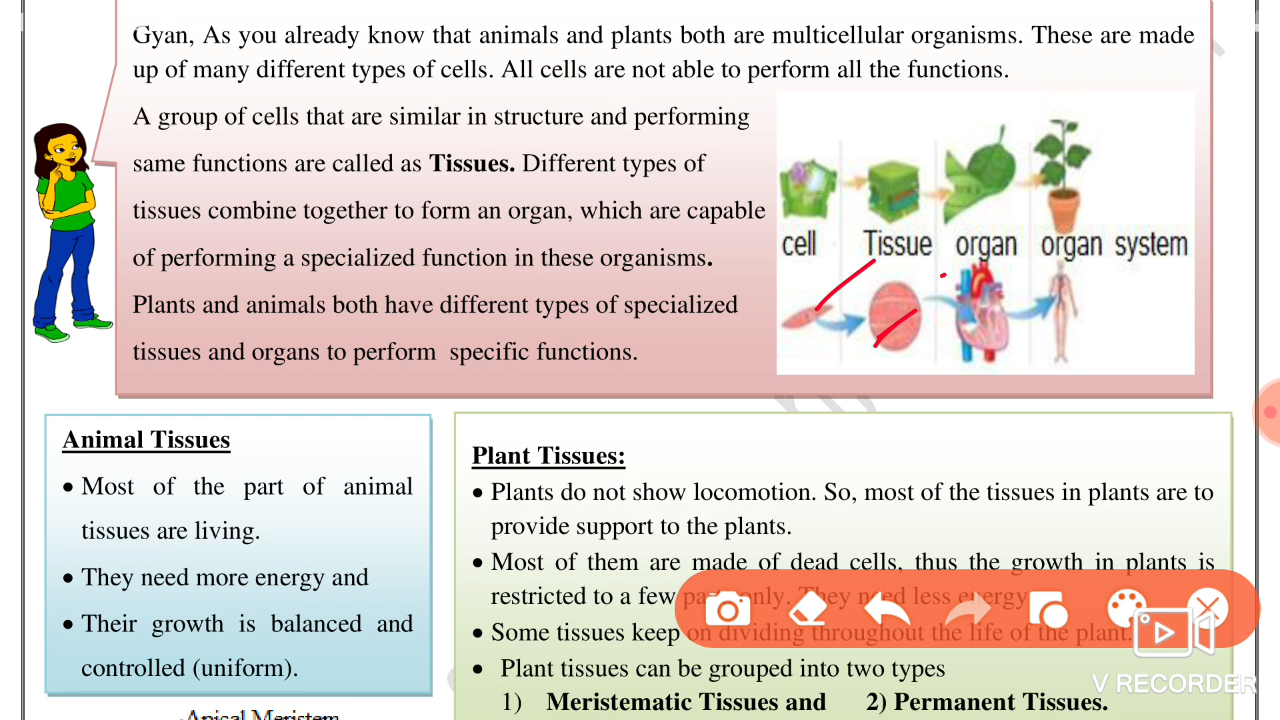 Gyan, As you already know that animals and plants both are multicellular organisms. These are made
up of many different types of cells. All cells are not able to perform all the functions.
A group of cells that are similar in structure and performing
same functions are called as Tissues. Different types of
tissues combine together to form an organ, which are capable
of performing a specialized function in these organisms.
Plants and animals both have different types of specialized
tissues and organs to perform specific functions.
cell Tissue organ organ system
Animal Tissues
• Most of the part of animal
tissues are living.
• They need more energy and
• Their growth is balanced and
controlled (uniform).
Apical Meristem
Plant Tissues:
• Plants do not show locomotion. So, most of the tissues in plants are to
provide support to the plants.
• Most of them are made of dead cells, thus the growth in plants is
restricted to a few parts only. They need less energy
• Some tissues keep on dividing throughout the life of the plant.
• Plant tissues can be grouped into two types
1) Meristematic Tissues and 2) Permanent Tissues.
V RECORDER